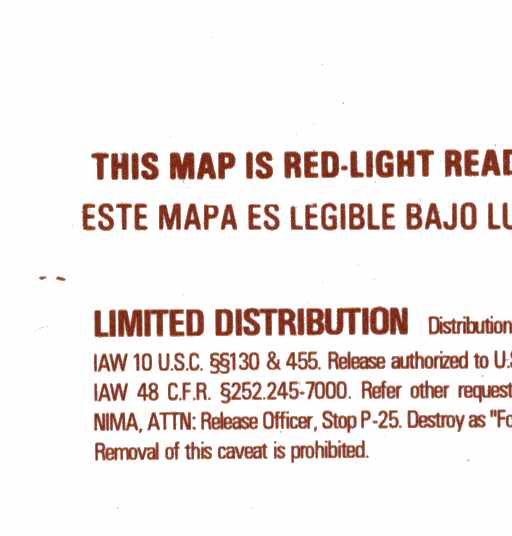 THIS MAP IS RED-LIGHT READ
ESTE MAPA ES LEGIBLE BAJO LU
LIMITED DISTRIBUTION Distribution
IAW 10 U.S.C. §§130 & 455. Release authorized to U.S
IAW 48 C.F.R. §252.245-7000. Refer other request
NIMA, ATTN: Release Officer, Stop P-25. Destroy as "Fo
Removal of this caveat is prohibited.